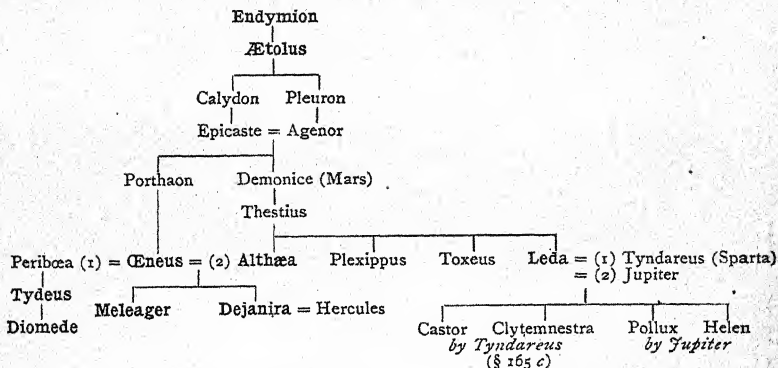 Endymion
Ætolus
Calydon Pleuron
Epicaste = Agenor
Porthaon Demonice (Mars)
Thestius
Peribœa (1) = Œneus = (2) Althæa Plexippus Toxeus Leda = (1) Tyndareus (Sparta)
= (2) Jupiter
Tydeus
Meleager Dejanira = Hercules
Diomede
Castor Clytemnestra Pollux Helen
by Tyndareus by Jupiter
(§ 165 c)